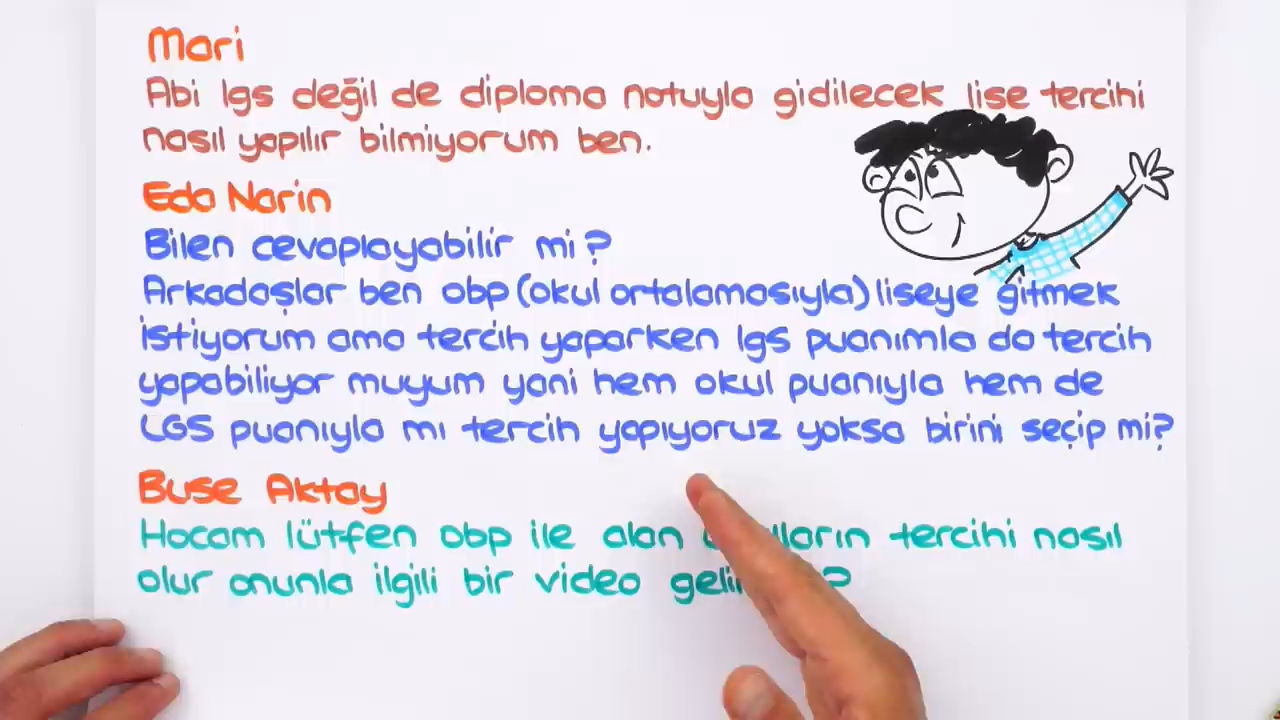 Mari
Abi lgs değil de diploma notuyla gidilecek lise tercihi
nasıl yapılır bilmiyorum ben.
Eda Narin
Bilen cevaplayabilir mi?
Arkadaşlar ben obp (okul ortalamasıyla) liseye gitmek
istiyorum ama tercih yaparken lgs puanımla da tercih
yapabiliyor muyum yani hem okul puanıyla hem de
LGS puanıyla mı tercih yapıyoruz yoksa birini seçip mi?
Buse Aktay
Hocam lütfen obp ile alan tercihi nasıl
olur onunla ilgili bir video ?